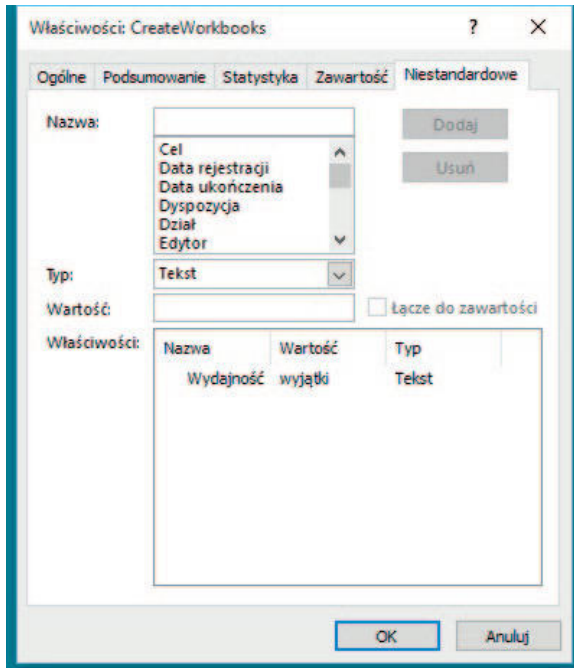 Właściwości: CreateWorkbooks ? X
Ogólne Podsumowanie Statystyka Zawartość Niestandardowe
Nazwa: Dodaj
Cel
Data rejestracji Usuń
Data ukończenia
Dyspozycja
Dział
Edytor
Typ: Tekst
Wartość: Łącze do zawartości
Właściwości: Nazwa Wartość Typ
Wydajność wyjątki Tekst
OK Anuluj